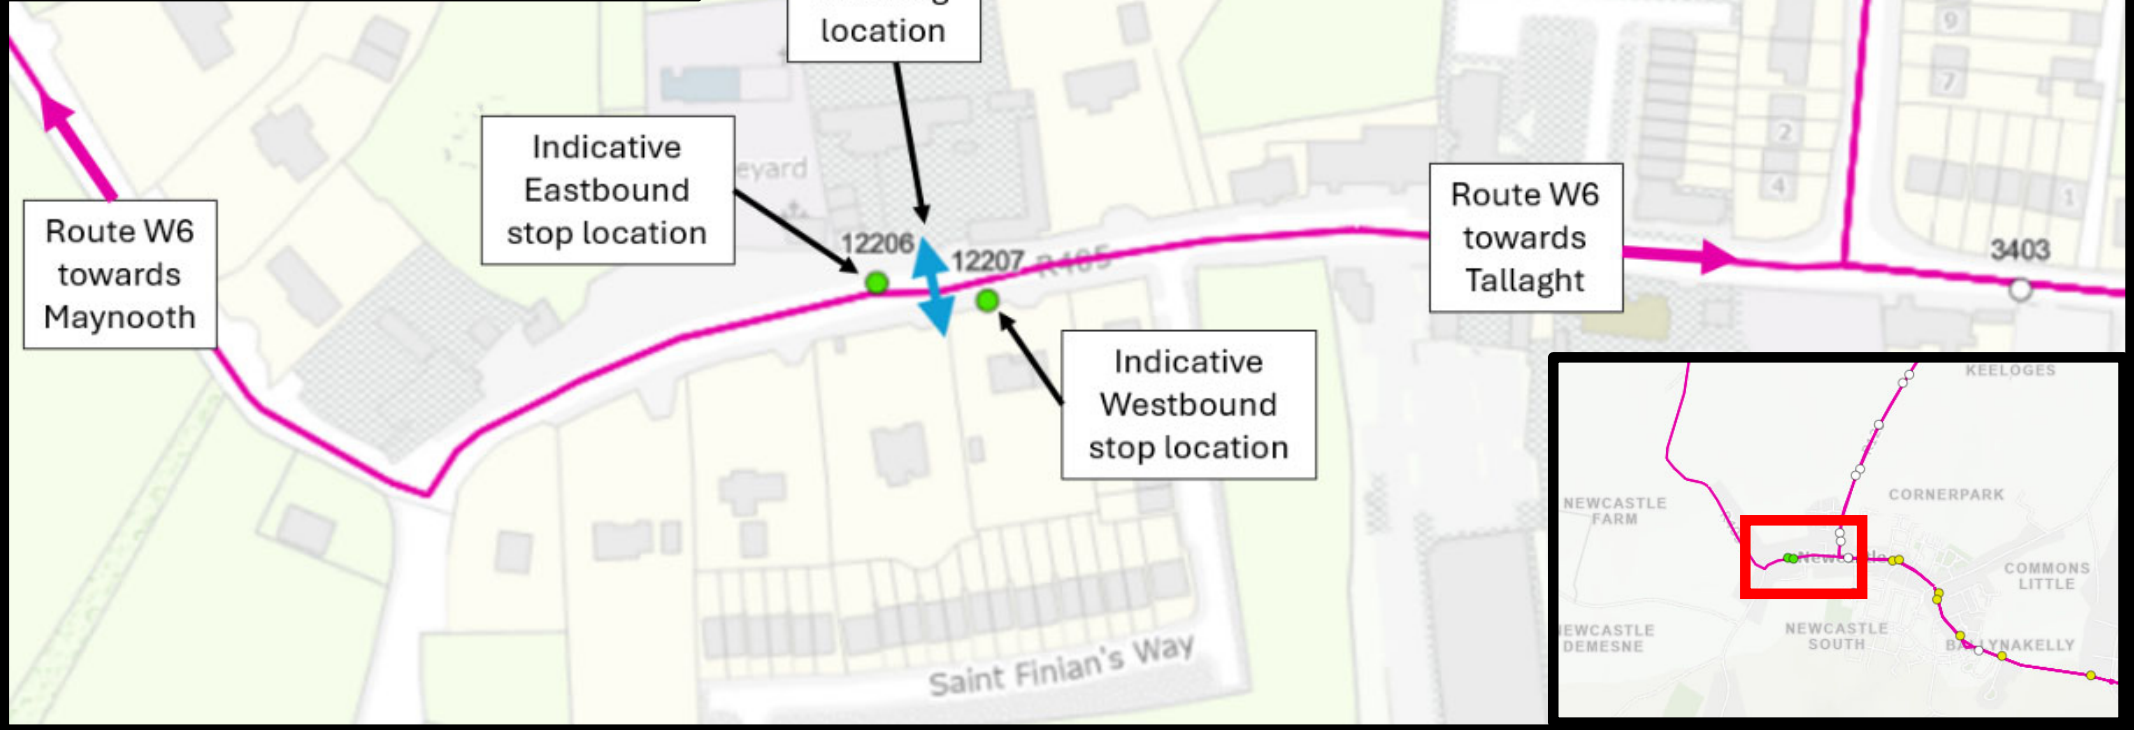 location
Indicative
Eastbound
stop location
eyard
Route W6
towards
Maynooth
12206
12207
R405
Route W6
towards
Tallaght
9
7
2
4
1
3403
Indicative
Westbound
stop location
Saint Finian's Way
KEELOGES
NEWCASTLE
FARM
CORNERPARK
COMMONS
LITTLE
NEWCASTLE
SOUTH
EWCASTLE
DEMESNE